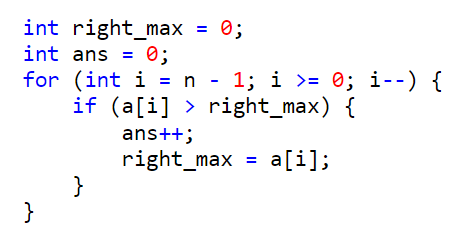 int right_max = 0;
int ans = 0;
for (int i = n - 1; i >= 0; i--) {
    if (a[i] > right_max) {
        ans++;
        right_max = a[i];
    }
}